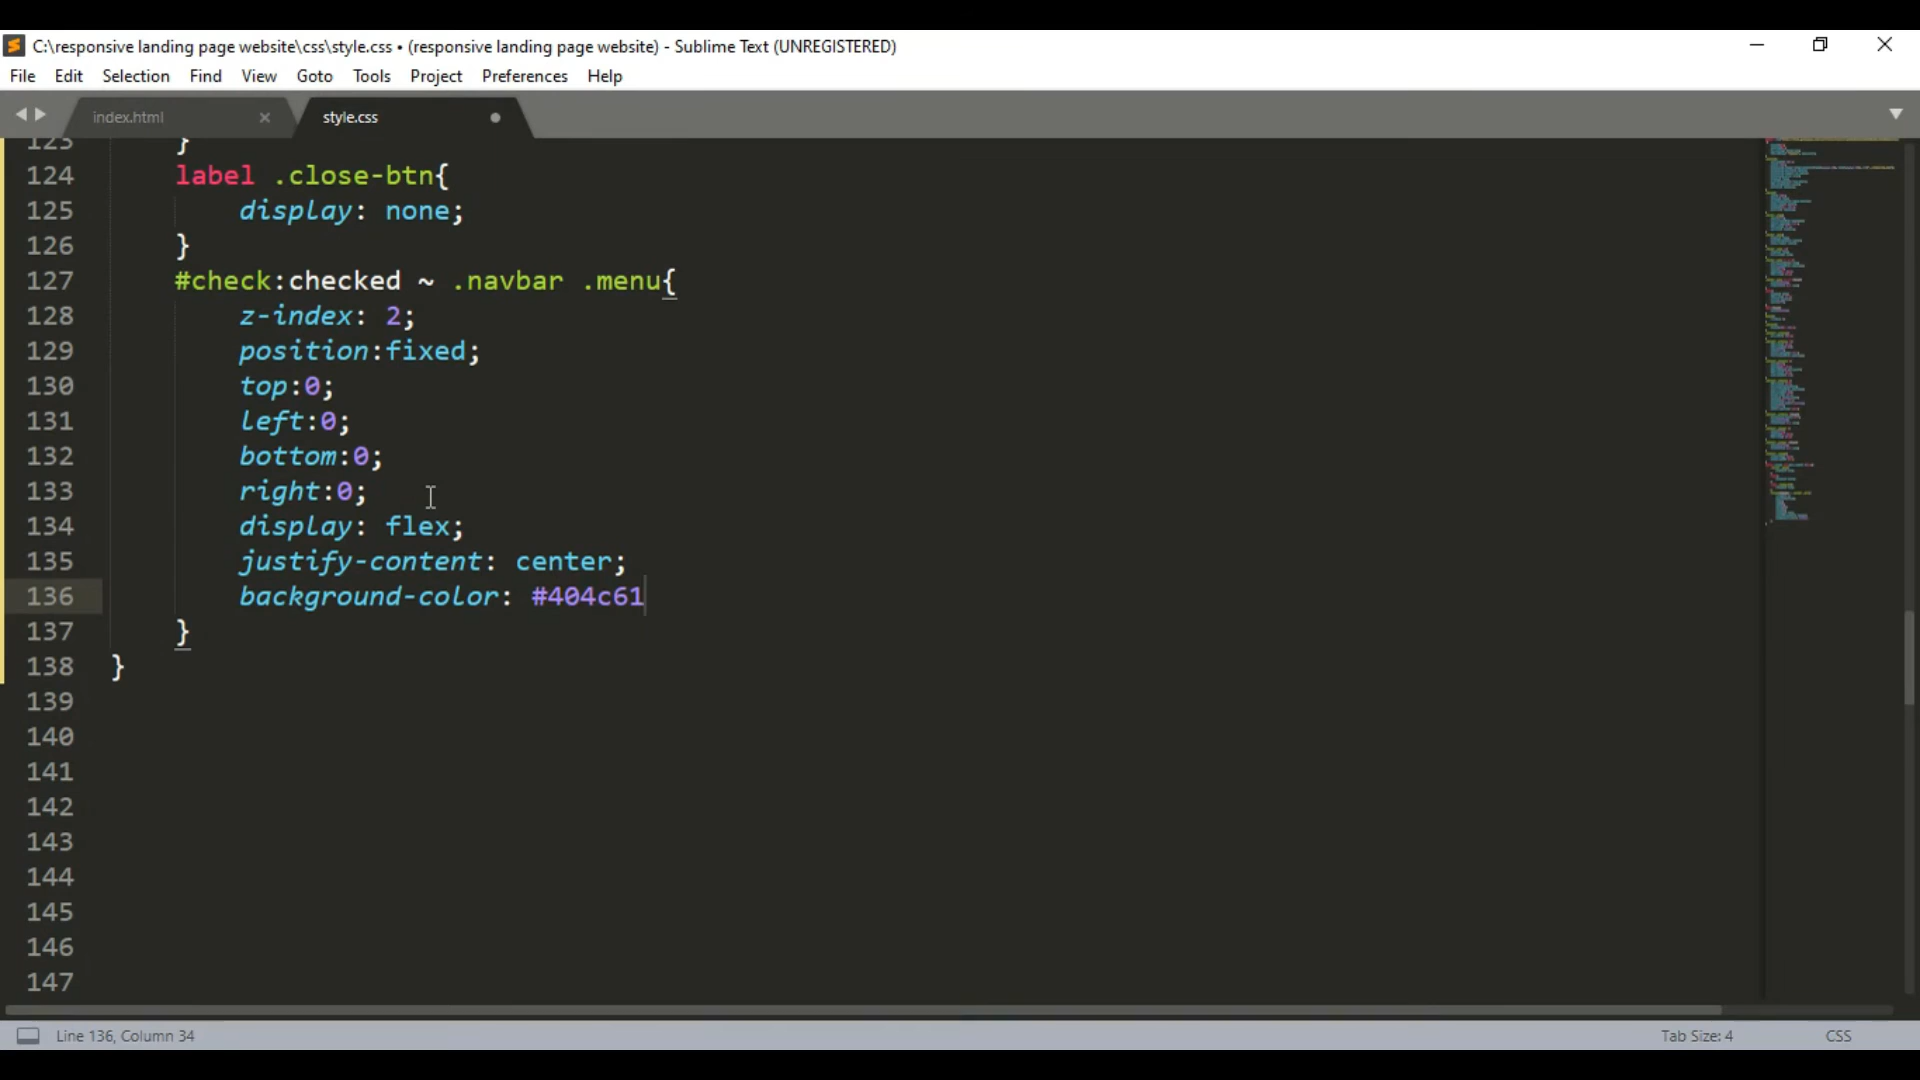 C:\responsive landing page website\css\style.css • (responsive landing page website) - Sublime Text (UNREGISTERED)
File Edit Selection Find View Goto Tools Project Preferences Help
index.html × style.css
123 }
124 label .close-btn{
125 display: none;
126 }
127 #check:checked ~ .navbar .menu{
128 z-index: 2;
129 position:fixed;
130 top:0;
131 left:0;
132 bottom:0;
133 right:0;
134 display: flex;
135 justify-content: center;
136 background-color: #404c61
137 }
138 }
139
140
141
142
143
144
145
146
147
Line 136, Column 34 Tab Size: 4 CSS